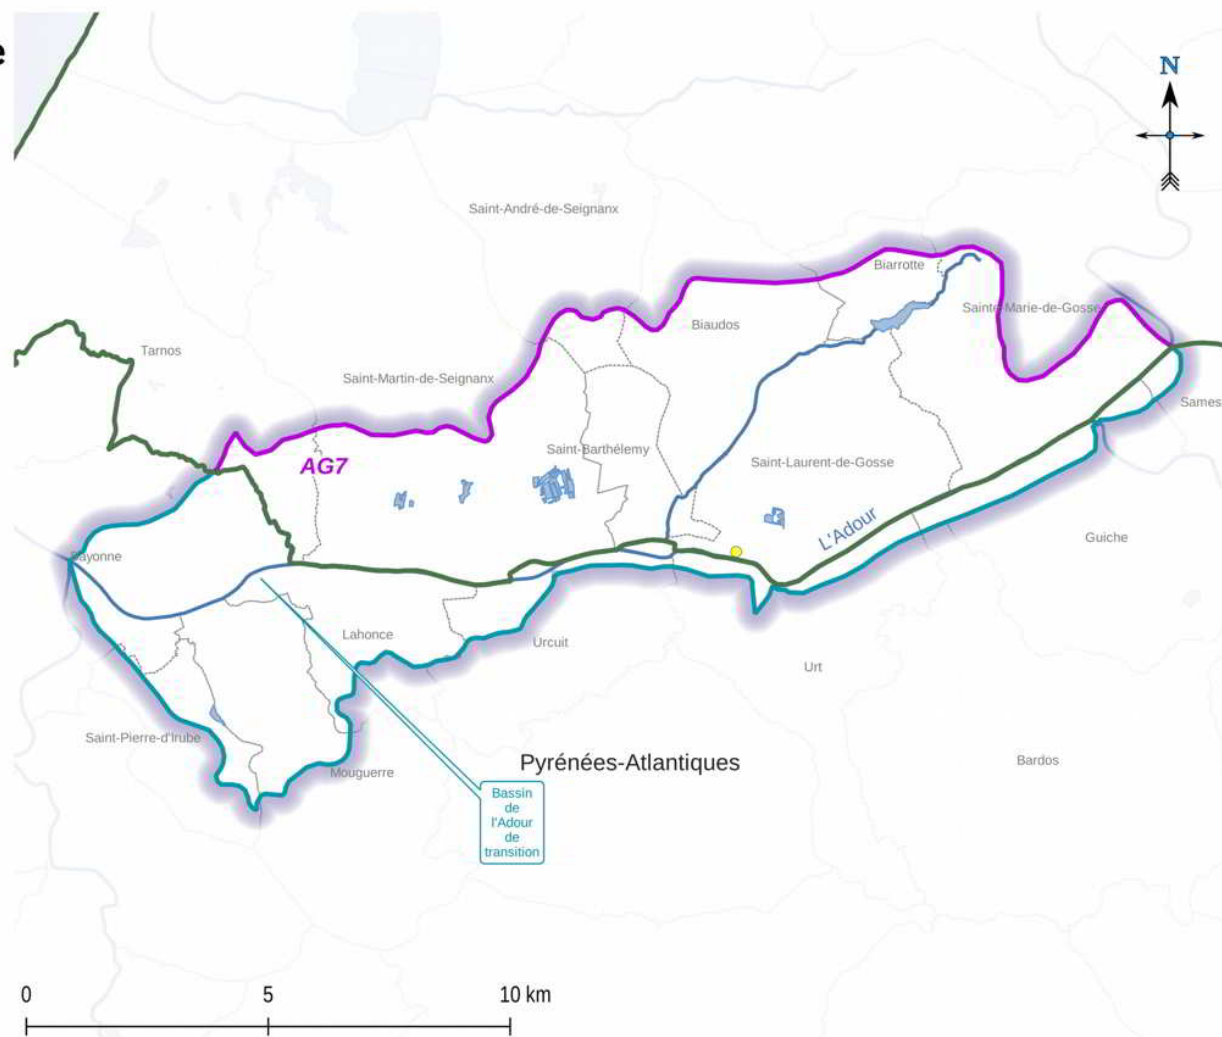 e
N
Saint-André-de-Seignanx
Biarrotte
Sainte-Marie-de-Gosse
Biaudos
Tarnos
Saint-Martin-de-Seignanx
Sames
Saint-Barthélemy
AG7
Saint-Laurent-de-Gosse
L'Adour
Guiche
Bayonne
Lahonce
Urcuit
Urt
Saint-Pierre-d'Irube
Mouguerre
Pyrénées-Atlantiques
Bardos
Bassin
de
l'Adour
de
transition
0 5 10 km